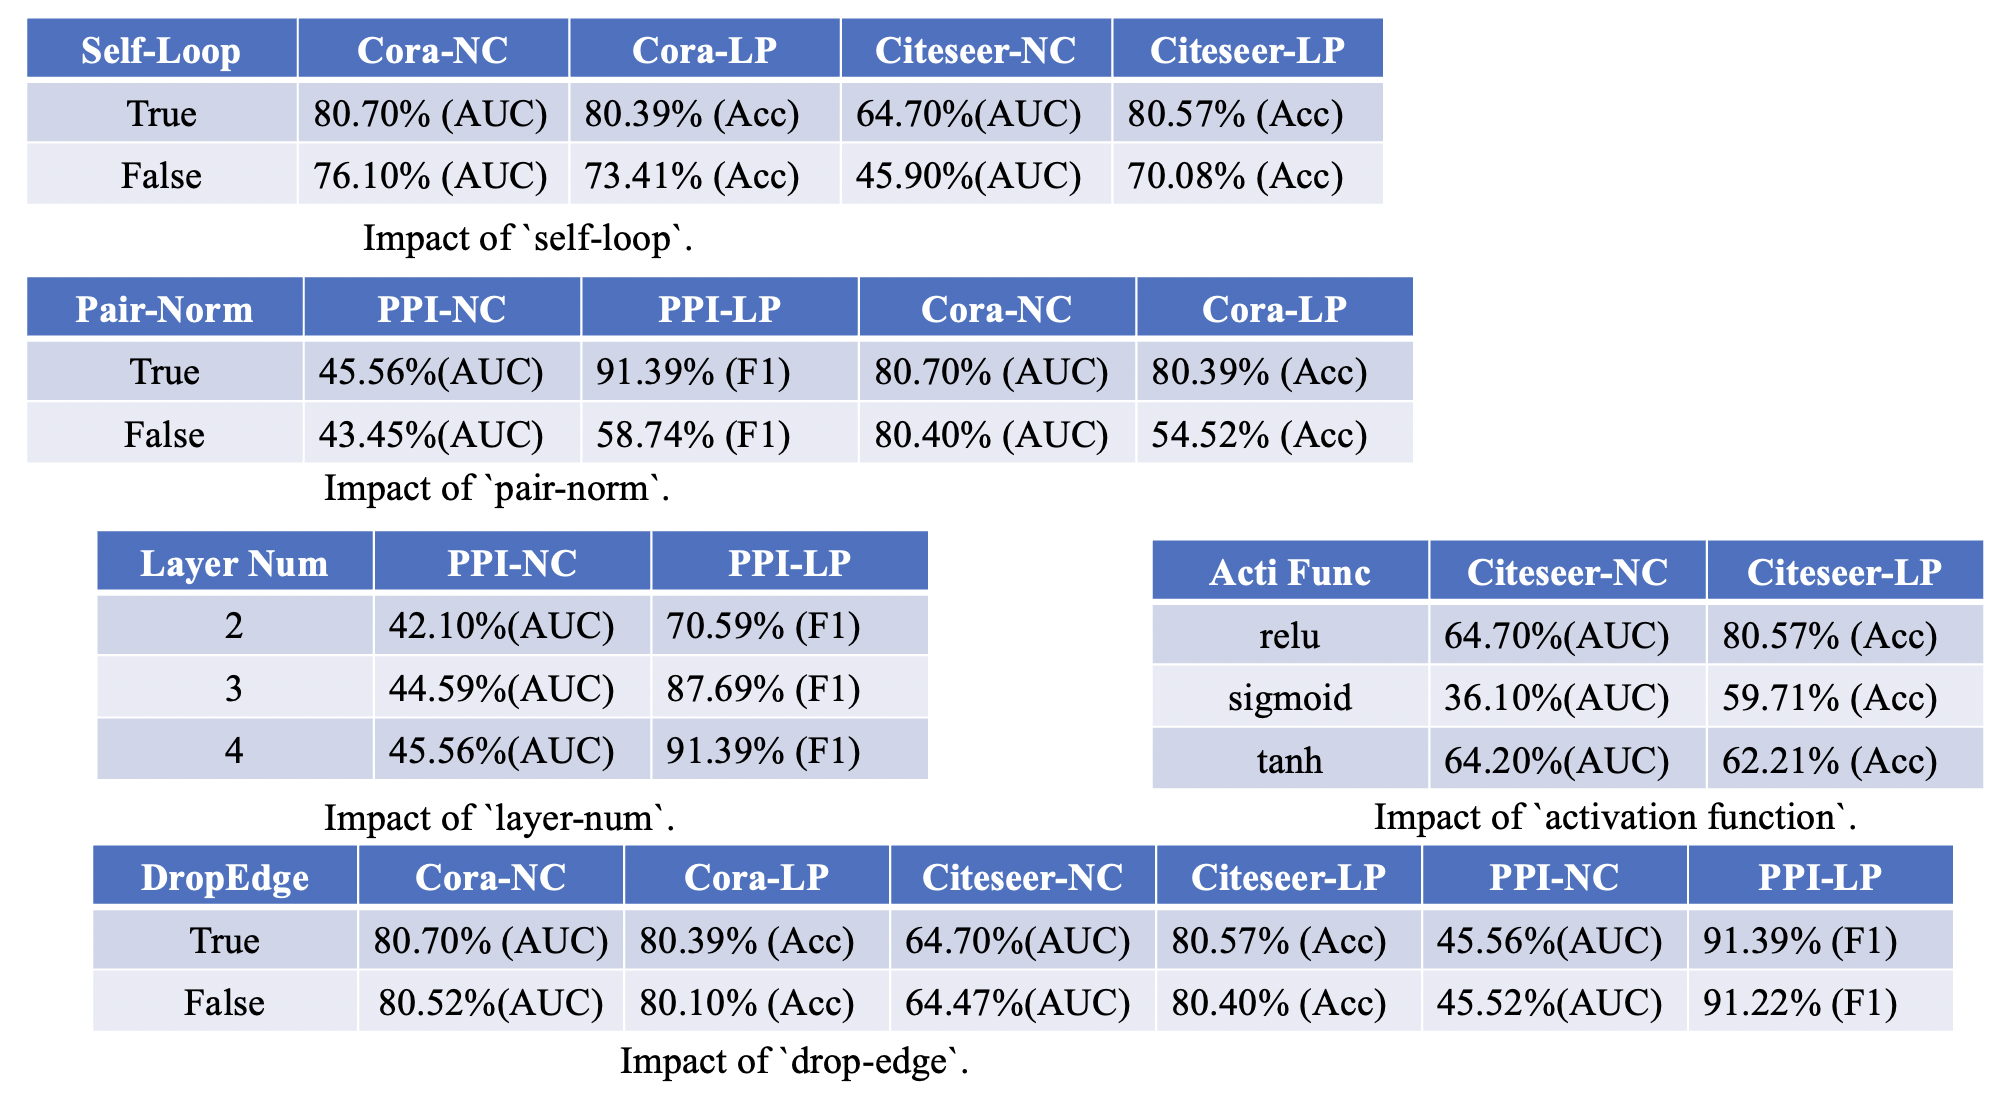 Self-Loop Cora-NC Cora-LP Citeseer-NC Citeseer-LP
True 80.70% (AUC) 80.39% (Acc) 64.70%(AUC) 80.57% (Acc)
False 76.10% (AUC) 73.41% (Acc) 45.90%(AUC) 70.08% (Acc)
Impact of `self-loop`.
Pair-Norm PPI-NC PPI-LP Cora-NC Cora-LP
True 45.56%(AUC) 91.39% (F1) 80.70% (AUC) 80.39% (Acc)
False 43.45%(AUC) 58.74% (F1) 80.40% (AUC) 54.52% (Acc)
Impact of `pair-norm`.
Layer Num PPI-NC PPI-LP
2 42.10%(AUC) 70.59% (F1)
3 44.59%(AUC) 87.69% (F1)
4 45.56%(AUC) 91.39% (F1)
Impact of `layer-num`.
Acti Func Citeseer-NC Citeseer-LP
relu 64.70%(AUC) 80.57% (Acc)
sigmoid 36.10%(AUC) 59.71% (Acc)
tanh 64.20%(AUC) 62.21% (Acc)
Impact of `activation function`.
DropEdge Cora-NC Cora-LP Citeseer-NC Citeseer-LP PPI-NC PPI-LP
True 80.70% (AUC) 80.39% (Acc) 64.70%(AUC) 80.57% (Acc) 45.56%(AUC) 91.39% (F1)
False 80.52%(AUC) 80.10% (Acc) 64.47%(AUC) 80.40% (Acc) 45.52%(AUC) 91.22% (F1)
Impact of `drop-edge`.